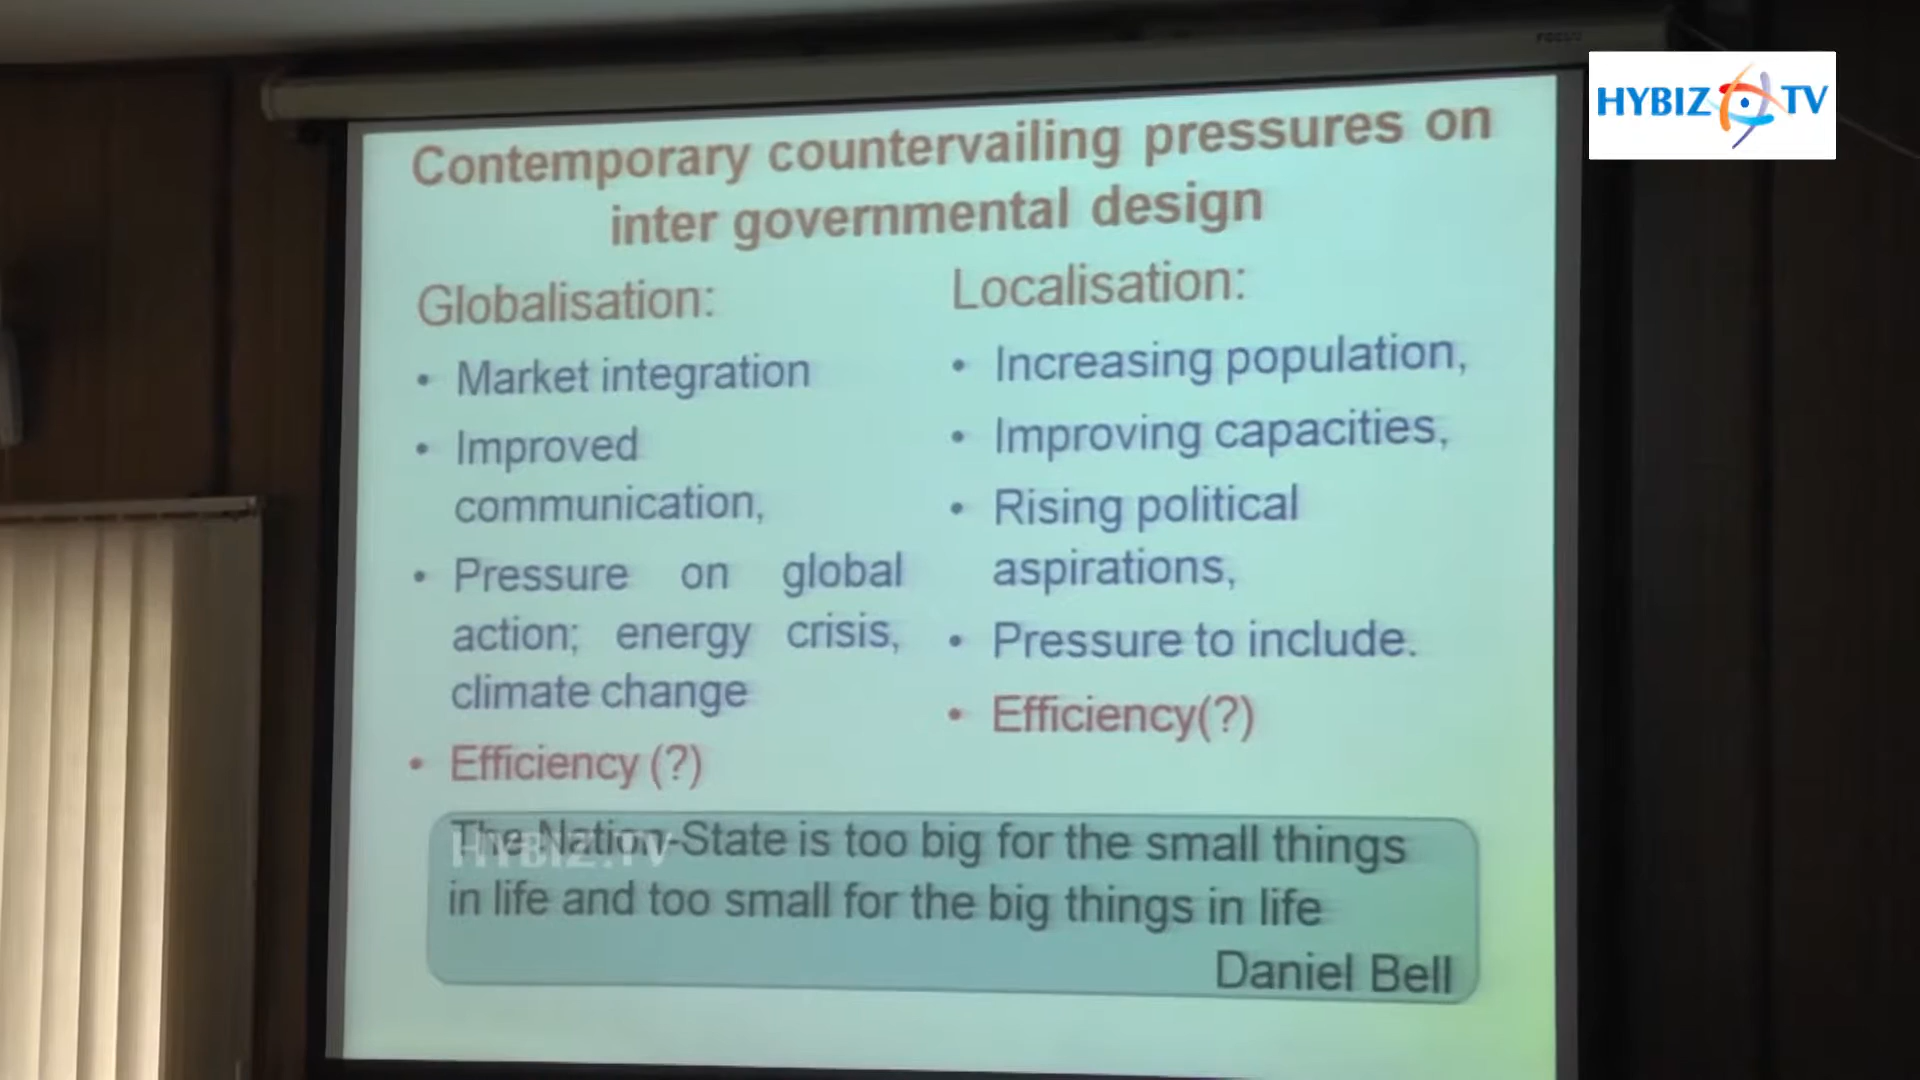 HYBIZ TV
Contemporary countervailing pressures on
inter governmental design
Globalisation:
• Market integration
• Improved
communication,
• Pressure on global
action; energy crisis,
climate change
• Efficiency (?)
Localisation:
• Increasing population,
• Improving capacities,
• Rising political
aspirations,
• Pressure to include.
• Efficiency(?)
The Nation-State is too big for the small things
in life and too small for the big things in life
Daniel Bell
HYBIZ.TV